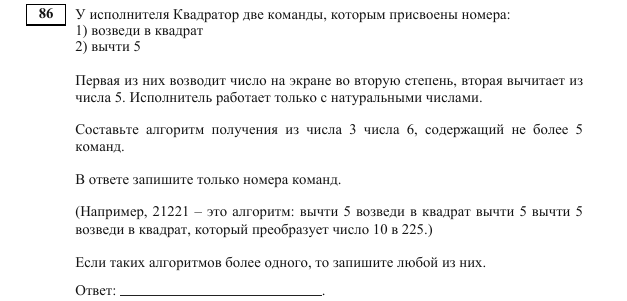 86
У исполнителя Квадратор две команды, которым присвоены номера:
1) возведи в квадрат
2) вычти 5
Первая из них возводит число на экране во вторую степень, вторая вычитает из
числа 5. Исполнитель работает только с натуральными числами.
Составьте алгоритм получения из числа 3 числа 6, содержащий не более 5
команд.
В ответе запишите только номера команд.
(Например, 21221 – это алгоритм: вычти 5 возведи в квадрат вычти 5 вычти 5
возведи в квадрат, который преобразует число 10 в 225.)
Если таких алгоритмов более одного, то запишите любой из них.
Ответ: ____________________________.